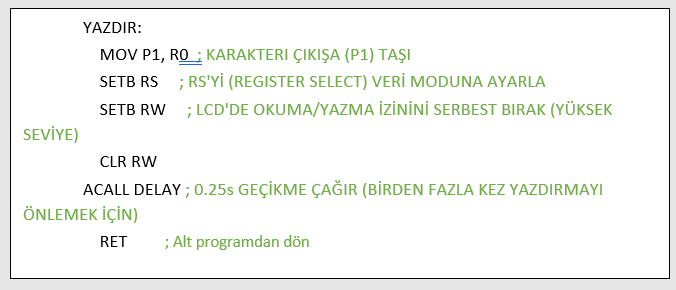 YAZDIR:
MOV P1, R0 ; KARAKTERI ÇIKIŞA (P1) TAŞI
SETB RS ; RS'Yİ (REGISTER SELECT) VERİ MODUNA AYARLA
SETB RW ; LCD'DE OKUMA/YAZMA İZİNİNİ SERBEST BIRAK (YÜKSEK
SEVİYE)
CLR RW
ACALL DELAY ; 0.25s GEÇİKME ÇAĞIR (BİRDEN FAZLA KEZ YAZDIRMAYI
ÖNLEMEK İÇİN)
RET ; Alt programdan dön